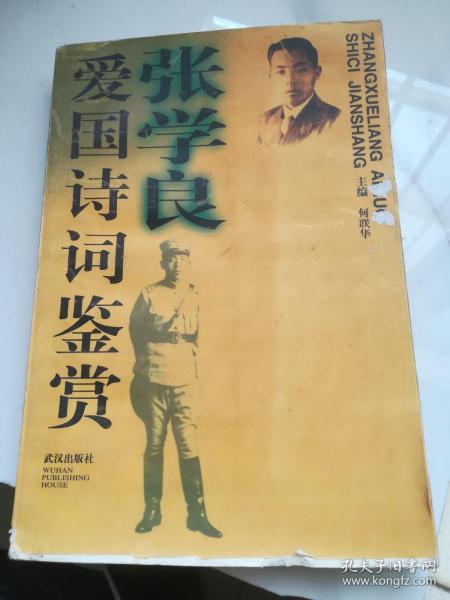 张学良
爱国诗词鉴赏
ZHANGXUELIANG
SHICI JIANSHANG
主编 何联华
武汉出版社
WUHAN
PUBLISHING
HOUSE
孔夫子旧书网
www.kongfz.com